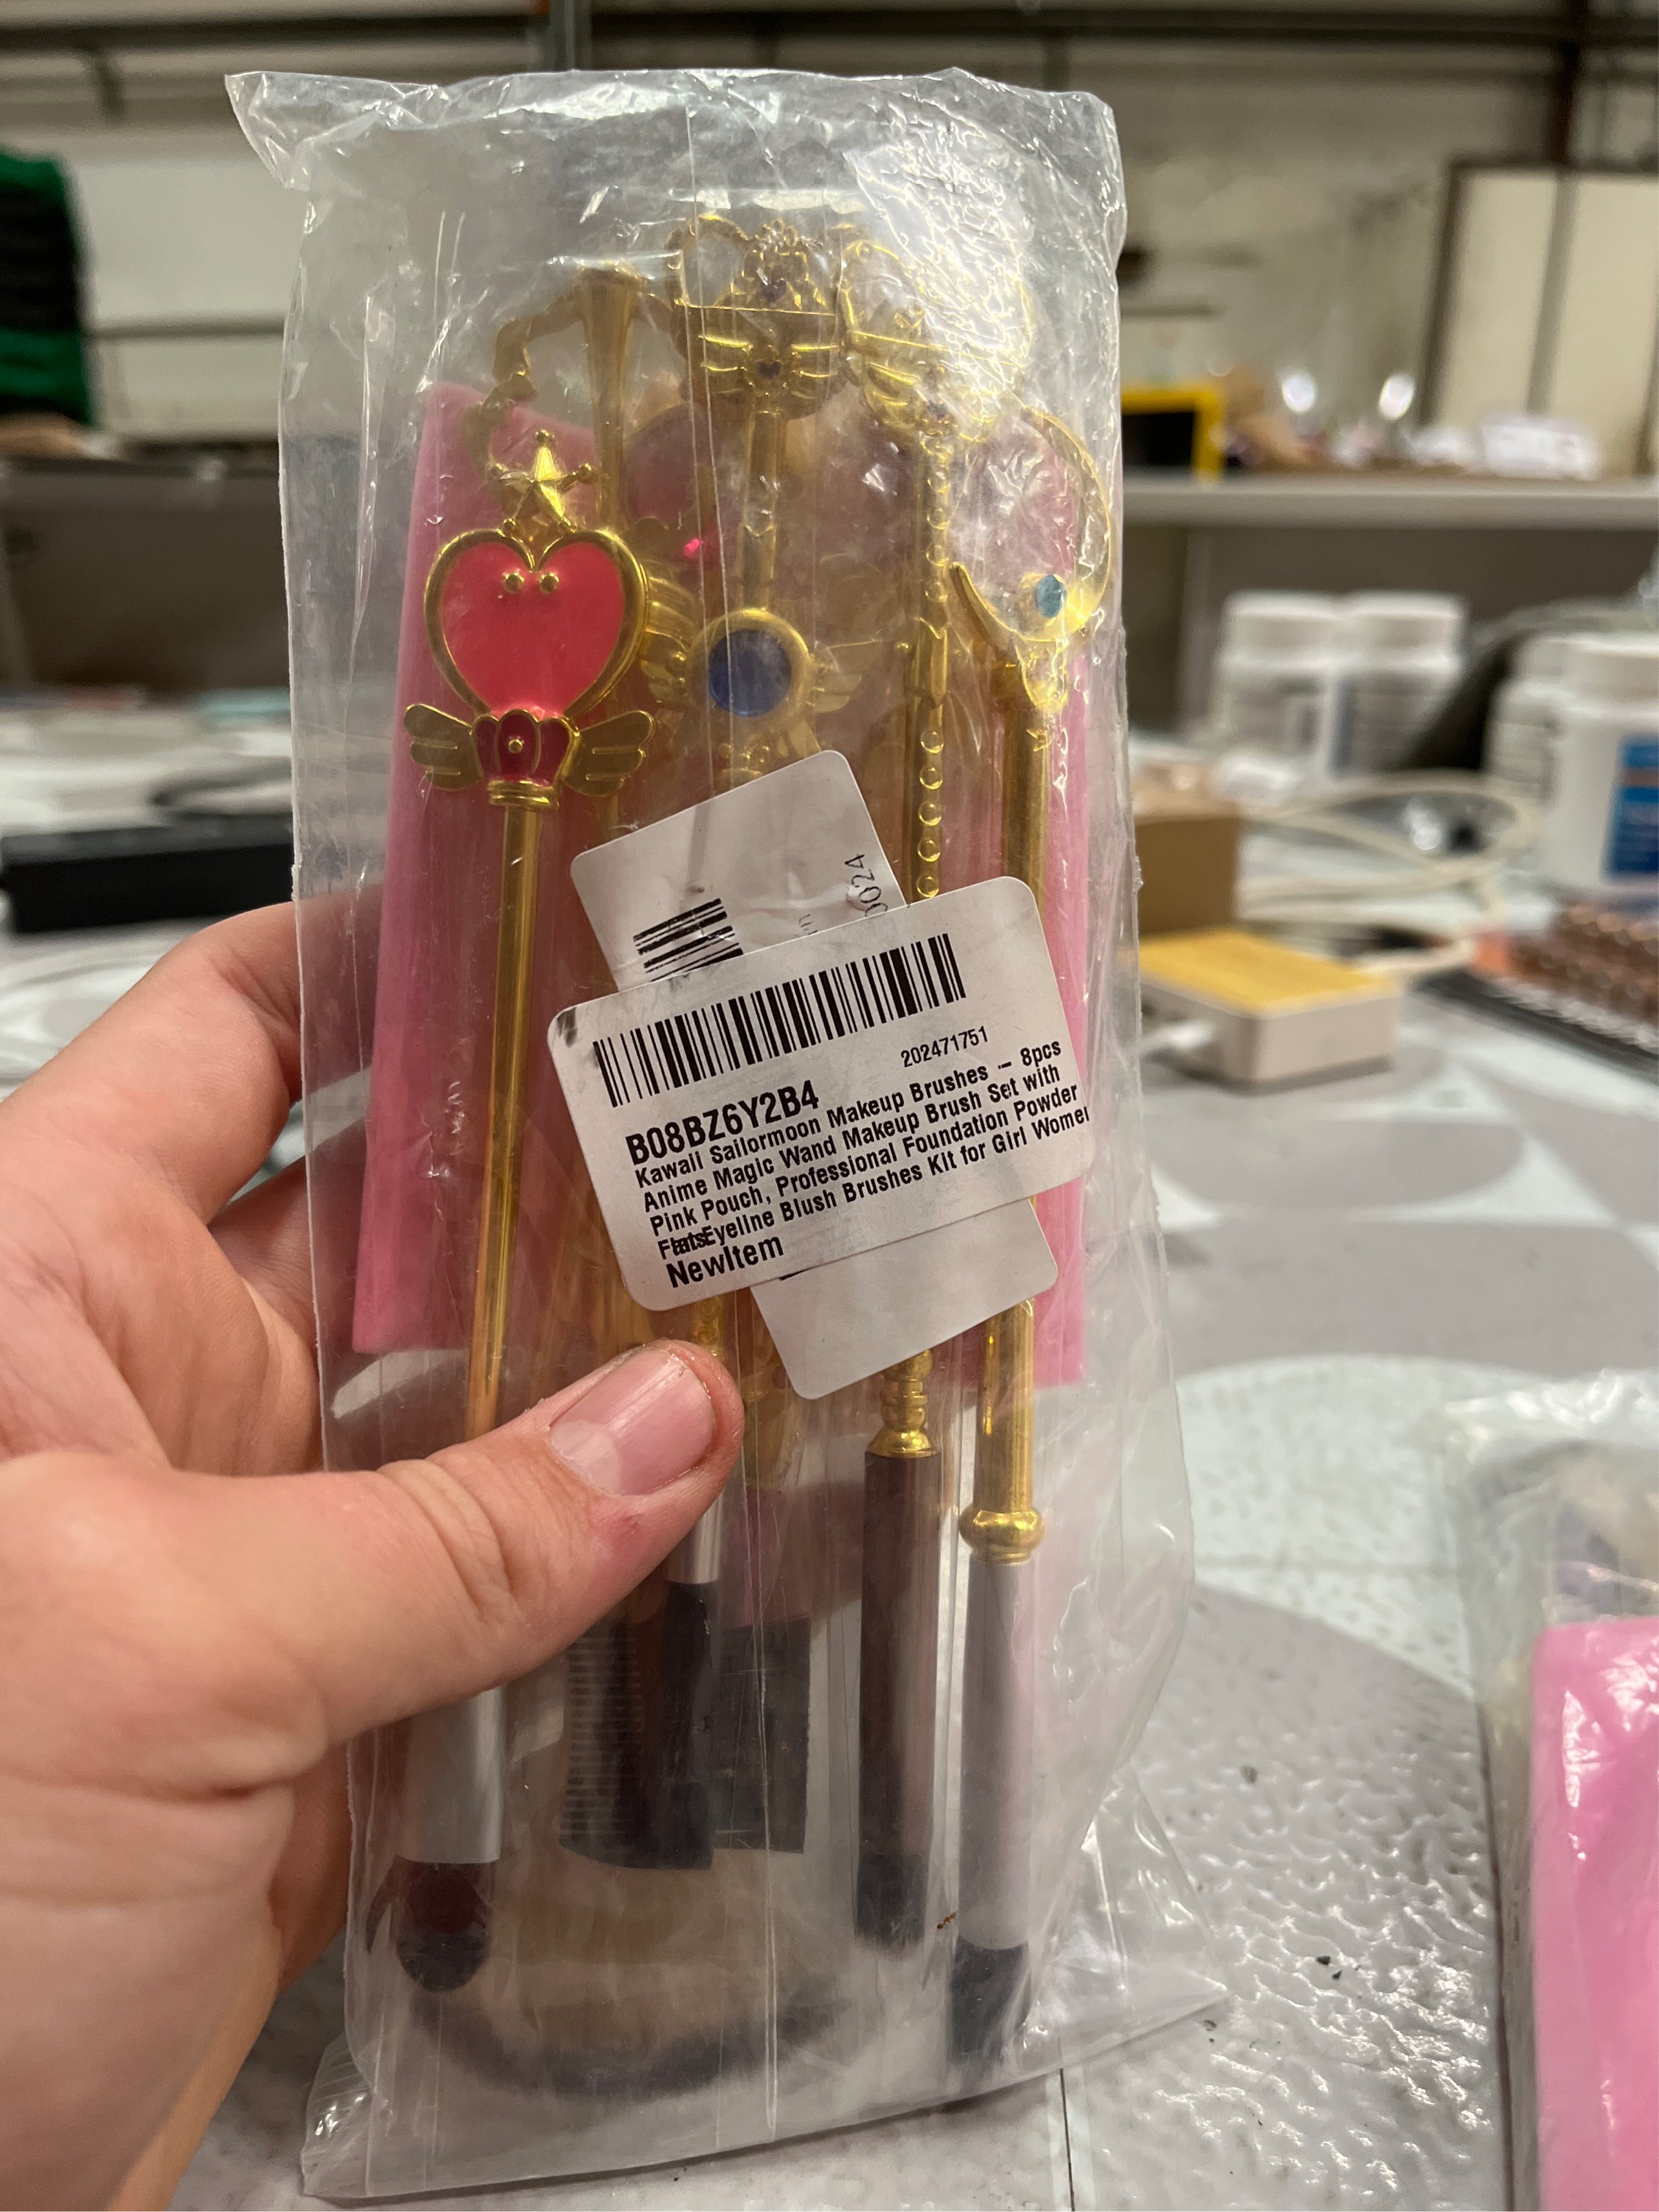 0024
202471751
B08BZ6Y2B4
Kawaii Sailormoon Makeup Brushes – 8pcs
Anime Magic Wand Makeup Brush Set with
Pink Pouch, Professional Foundation Powder
Eyeline Blush Brushes Kit for Girl Women
NewItem